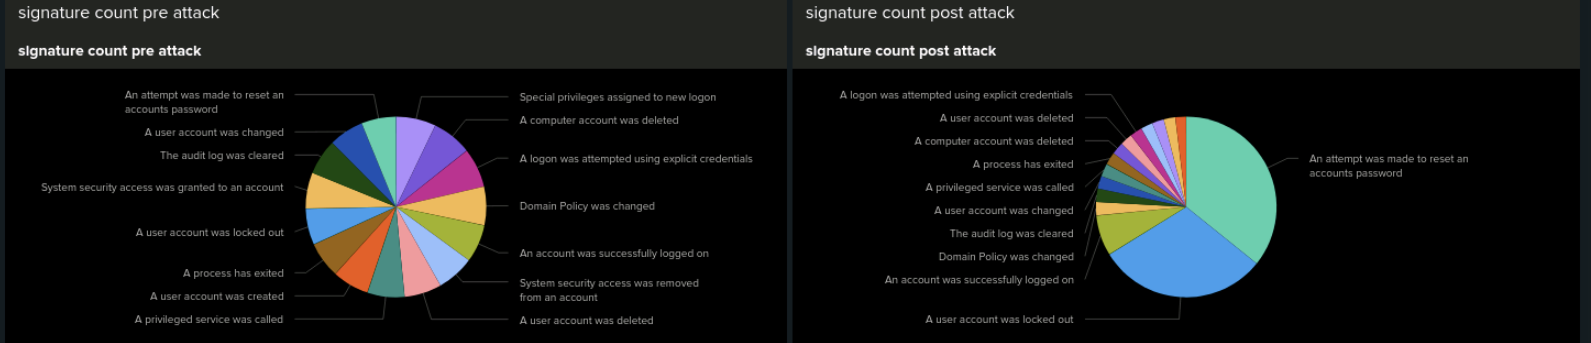 signature count pre attack
signature count pre attack
An attempt was made to reset an
accounts password
A user account was changed
The audit log was cleared
System security access was granted to an account
A user account was locked out
A process has exited
A user account was created
A privileged service was called
Special privileges assigned to new logon
A computer account was deleted
A logon was attempted using explicit credentials
Domain Policy was changed
An account was successfully logged on
System security access was removed
from an account
A user account was deleted
signature count post attack
signature count post attack
A logon was attempted using explicit credentials
A user account was deleted
A computer account was deleted
A process has exited
A privileged service was called
A user account was changed
The audit log was cleared
Domain Policy was changed
An account was successfully logged on
A user account was locked out
An attempt was made to reset an
accounts password